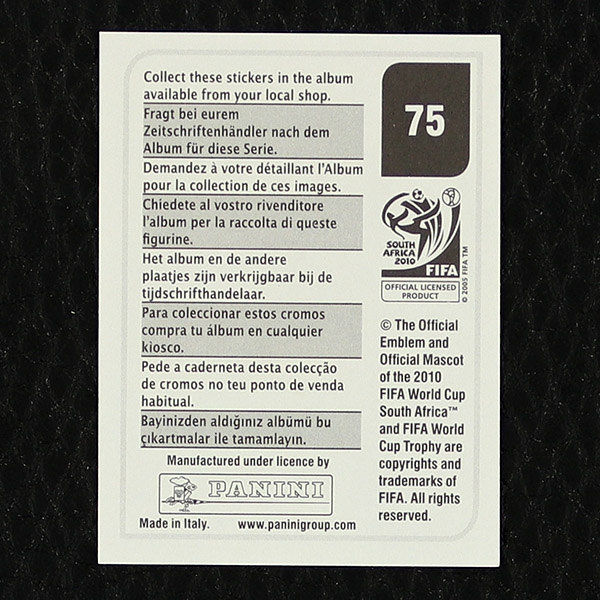 Collect these stickers in the album
available from your local shop.
Fragt bei eurem
Zeitschriftenhändler nach dem
Album für diese Serie.
Demandez à votre détaillant l'Album
pour la collection de ces images.
Chiedete al vostro rivenditore
l'album per la raccolta di queste
figurine.
Het album en de andere
plaatjes zijn verkrijgbaar bij de
tijdschrifthandelaar.
Para coleccionar estos cromos
compra tu álbum en cualquier
kiosco.
Pede a caderneta desta colecção
de cromos no teu ponto de venda
habitual.
Bayinizden aldığınız albümü bu
çıkartmalar ile tamamlayın.
Manufactured under licence by
PANINI
Made in Italy.
www.paninigroup.com
75
SOUTH
AFRICA
2010
FIFA
OFFICIAL LICENSED
PRODUCT
© 2005 FIFA TM
© The Official
Emblem and
Official Mascot
of the 2010
FIFA World Cup
South Africa™
and FIFA World
Cup Trophy are
copyrights and
trademarks of
FIFA. All rights
reserved.